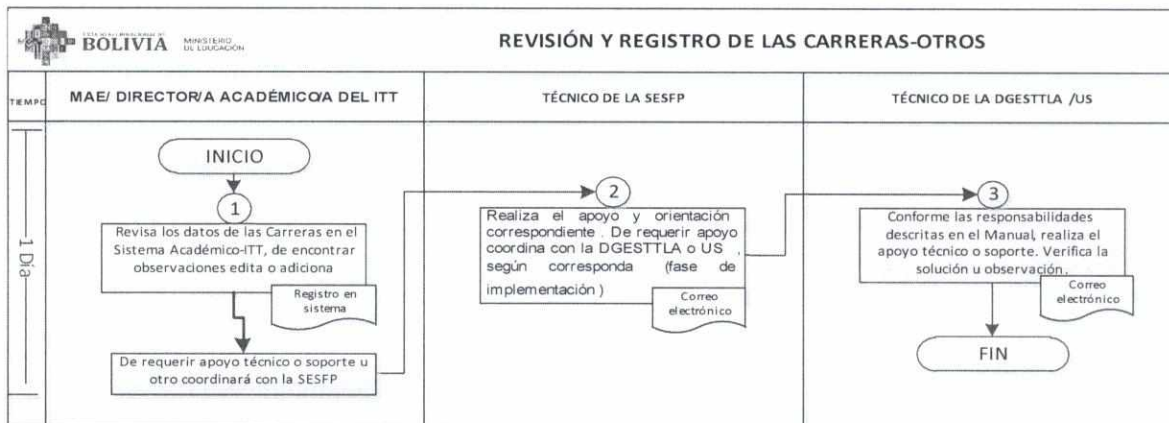 BOLIVIA
MINISTERIO
DE EDUCACIÓN
REVISIÓN Y REGISTRO DE LAS CARRERAS-OTROS
TIEMPO
MAE/ DIRECTOR/A ACADÉMICO/A DEL ITT
TÉCNICO DE LA SESFP
TÉCNICO DE LA DGESTTLA /US
1 Día
INICIO
1
Revisa los datos de las Carreras en el
Sistema Académico-ITT, de encontrar
observaciones edita o adiciona
Registro en
sistema
De requerir apoyo técnico o soporte u
otro coordinará con la SESFP
2
Realiza el apoyo y orientación
correspondiente . De requerir apoyo
coordina con la DGESTTLA o US ,
según corresponda (fase de
implementación )
Correo
electrónico
3
Conforme las responsabilidades
descritas en el Manual, realiza el
apoyo técnico o soporte. Verifica la
solución u observación.
Correo
electrónico
FIN